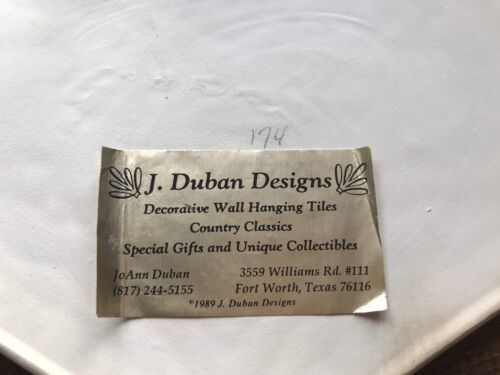 174
J. Duban Designs
Decorative Wall Hanging Tiles
Country Classics
Special Gifts and Unique Collectibles
JoAnn Duban 3559 Williams Rd. #111
(817) 244-5155 Fort Worth, Texas 76116
©1989 J. Duban Designs